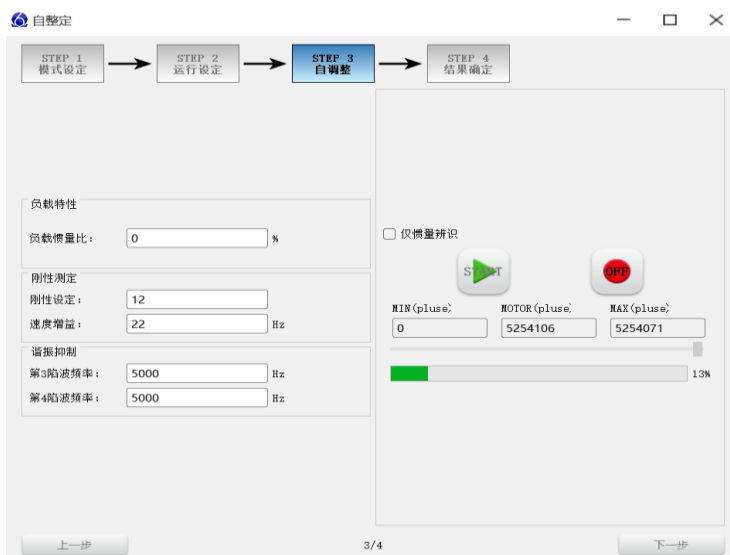 自整定
STEP 1
模式设定
STEP 2
运行设定
STEP 3
自调整
STEP 4
结果确定
负载特性
负载惯量比： 0 %
刚性测定
刚性设定： 12
速度增益： 22 Hz
谐振抑制
第3陷波频率： 5000 Hz
第4陷波频率： 5000 Hz
仅惯量辨识
START
OFF
MIN(pluse) MOTOR(pluse) MAX(pluse)
0 5254106 5254071
13%
上一步
3/4
下一步